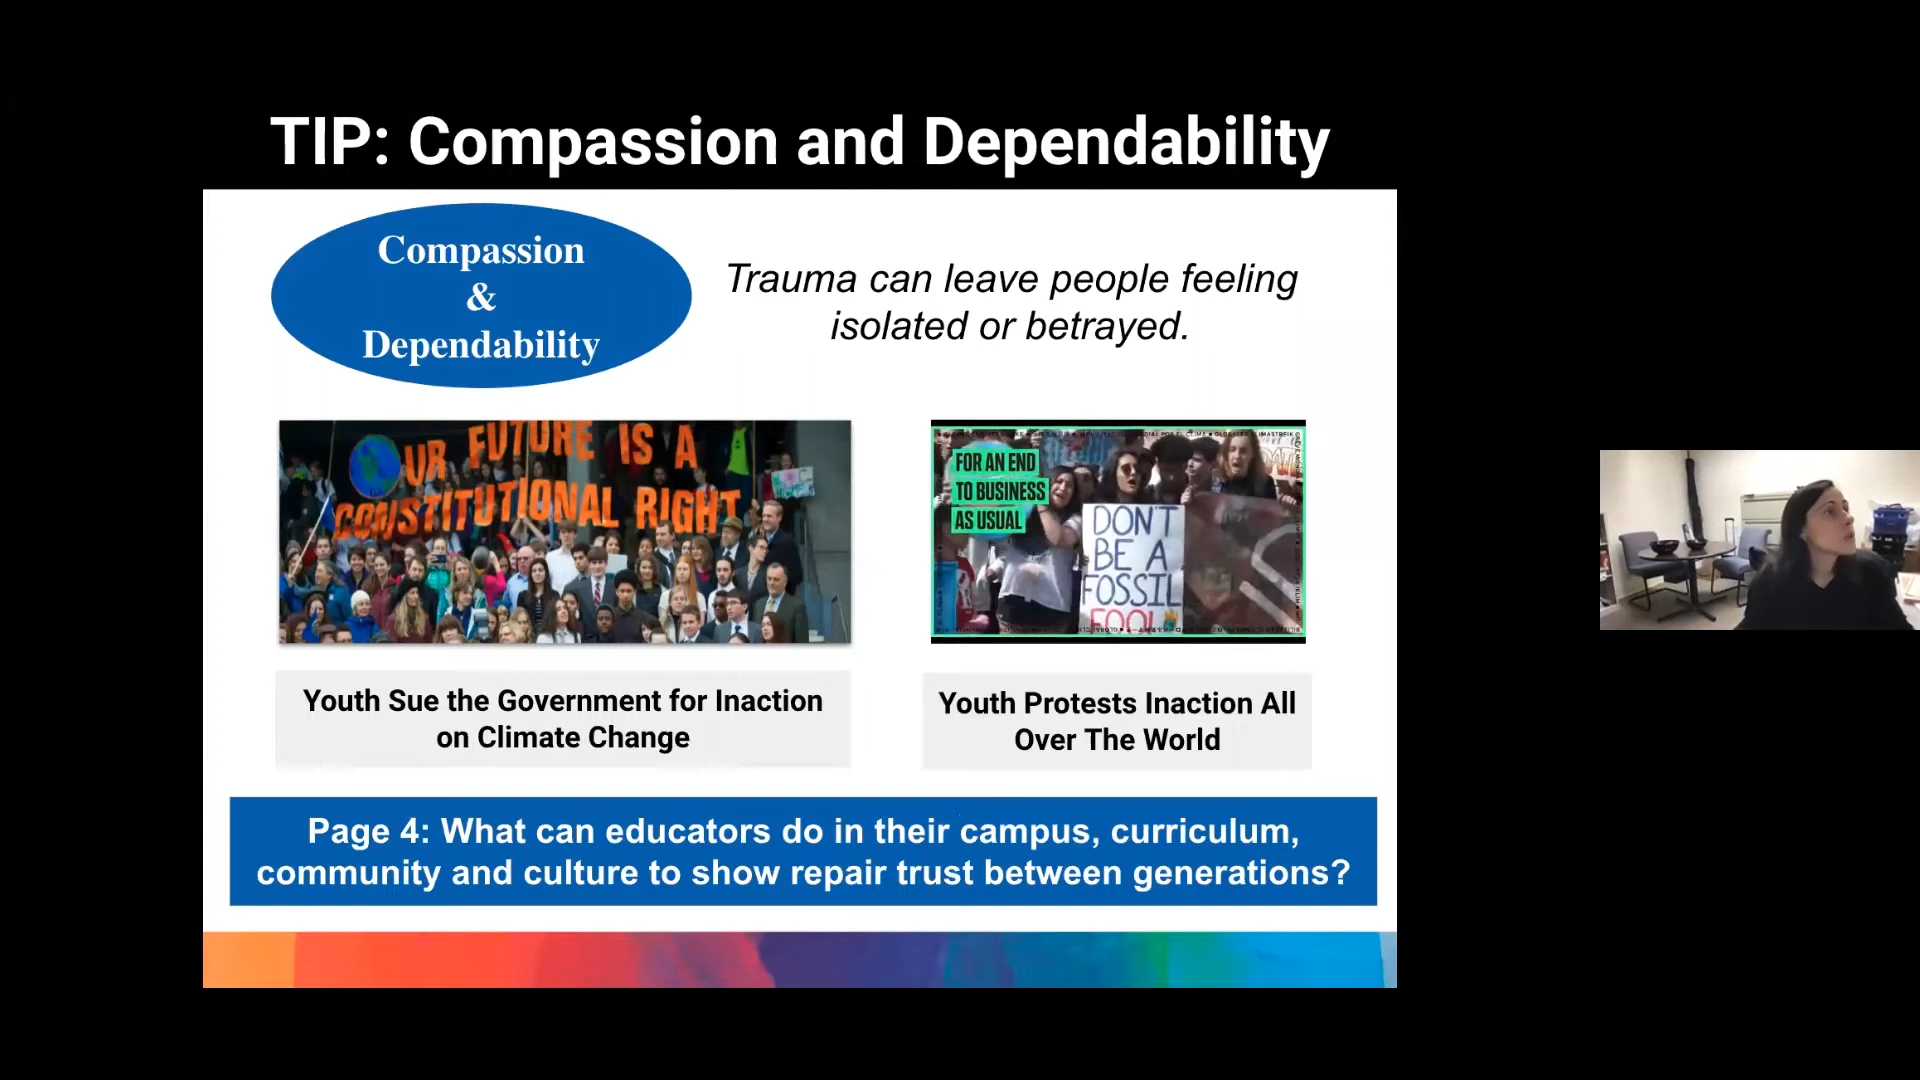 TIP: Compassion and Dependability
Compassion
&
Dependability
Trauma can leave people feeling
isolated or betrayed.
UR FUTURE IS A
CONSTITUTIONAL RIGHT
FOR AN END
TO BUSINESS
AS USUAL
DON'T
BE A
FOSSIL
FOOL
Youth Sue the Government for Inaction
on Climate Change
Youth Protests Inaction All
Over The World
Page 4: What can educators do in their campus, curriculum,
community and culture to show repair trust between generations?